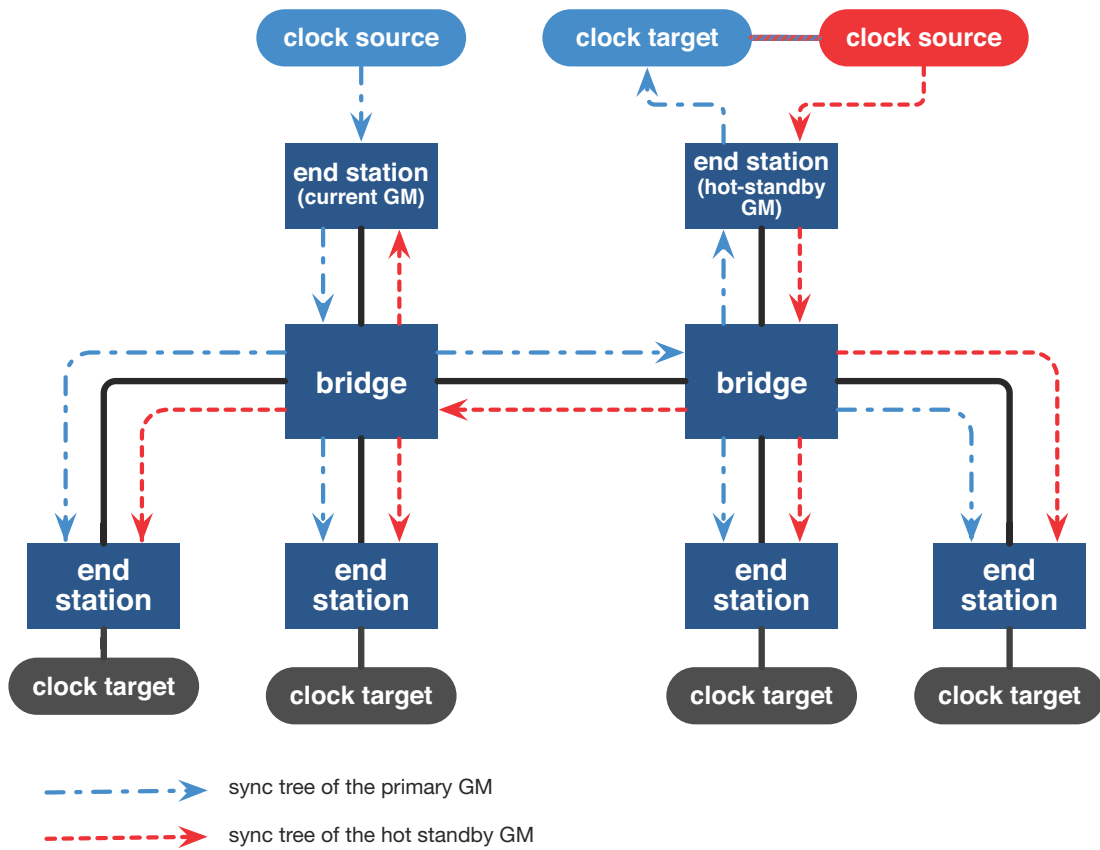 clock source
clock target
clock source
end station
(current GM)
end station
(hot-standby
GM)
bridge
bridge
end
station
end
station
end
station
end
station
clock target
clock target
clock target
clock target
sync tree of the primary GM
sync tree of the hot standby GM